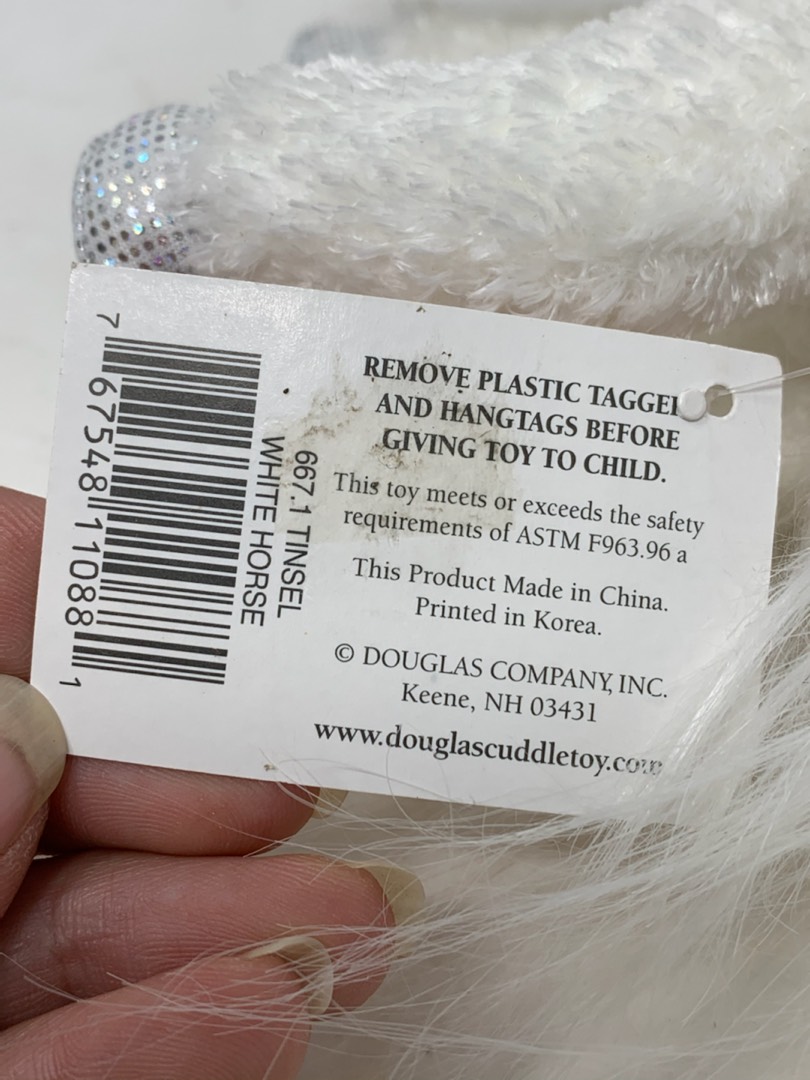 7 67548 11088 1
667.1 TINSEL
WHITE HORSE
REMOVE PLASTIC TAGGER
AND HANGTAGS BEFORE
GIVING TOY TO CHILD.
This toy meets or exceeds the safety
requirements of ASTM F963.96 a
This Product Made in China.
Printed in Korea.
© DOUGLAS COMPANY, INC.
Keene, NH 03431
www.douglascuddletoy.com